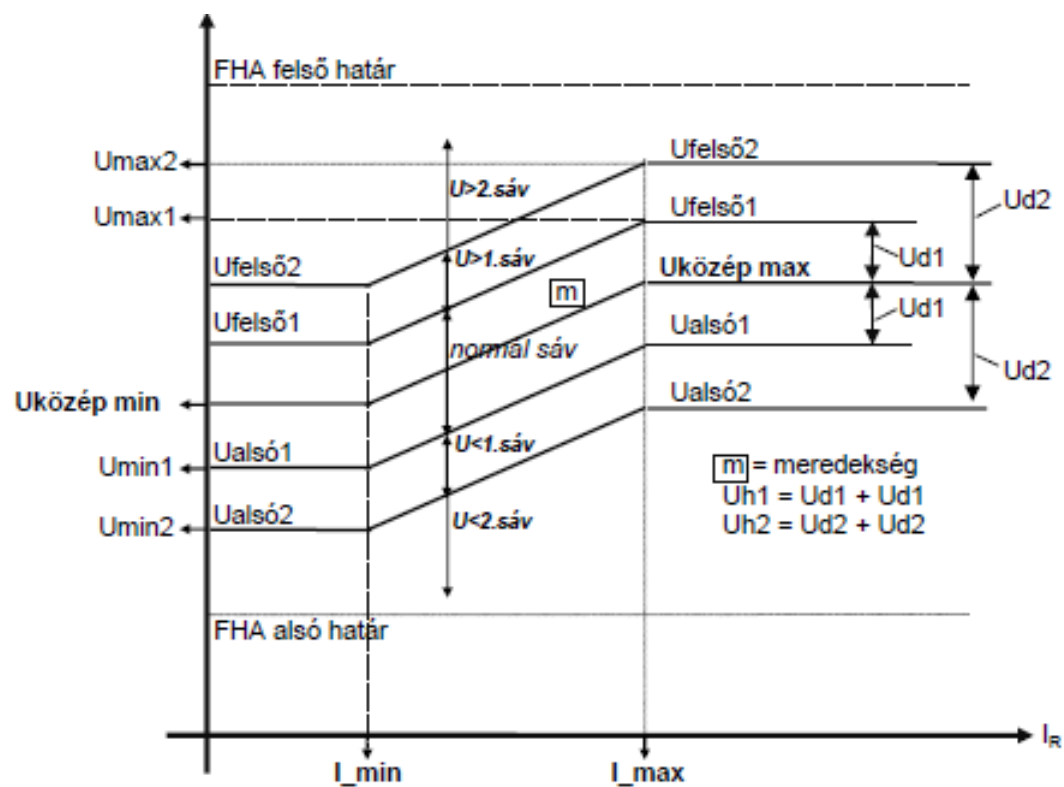 FHA felső határ
Umax2
Ufelső2
U>2.sáv
Ud2
Umax1
Ufelső1
U>1.sáv
Ud1
Ufelső2
Uközép max
m
Ud1
Ufelső1
normal sáv
Ualsó1
Ud2
Uközép min
Ualsó2
Ualsó1
U<1.sáv
Umin1
m = meredekség
Uh1 = Ud1 + Ud1
Ualsó2
U<2.sáv
Umin2
Uh2 = Ud2 + Ud2
FHA alsó határ
IR
I_min
I_max